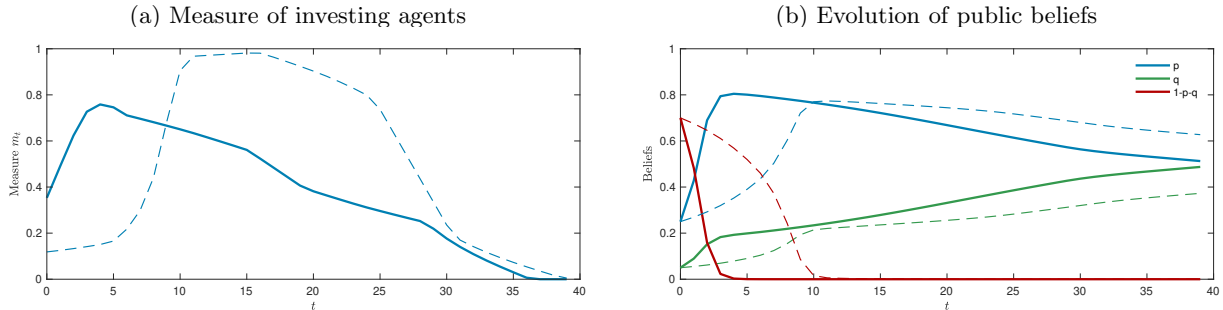 (a) Measure of investing agents
(b) Evolution of public beliefs
1
0.8
0.6
0.4
0.2
0
Measure m_t
0 5 10 15 20 25 30 35 40
t
1
0.8
0.6
0.4
0.2
0
Beliefs
p
q
1-p-q
0 5 10 15 20 25 30 35 40
t